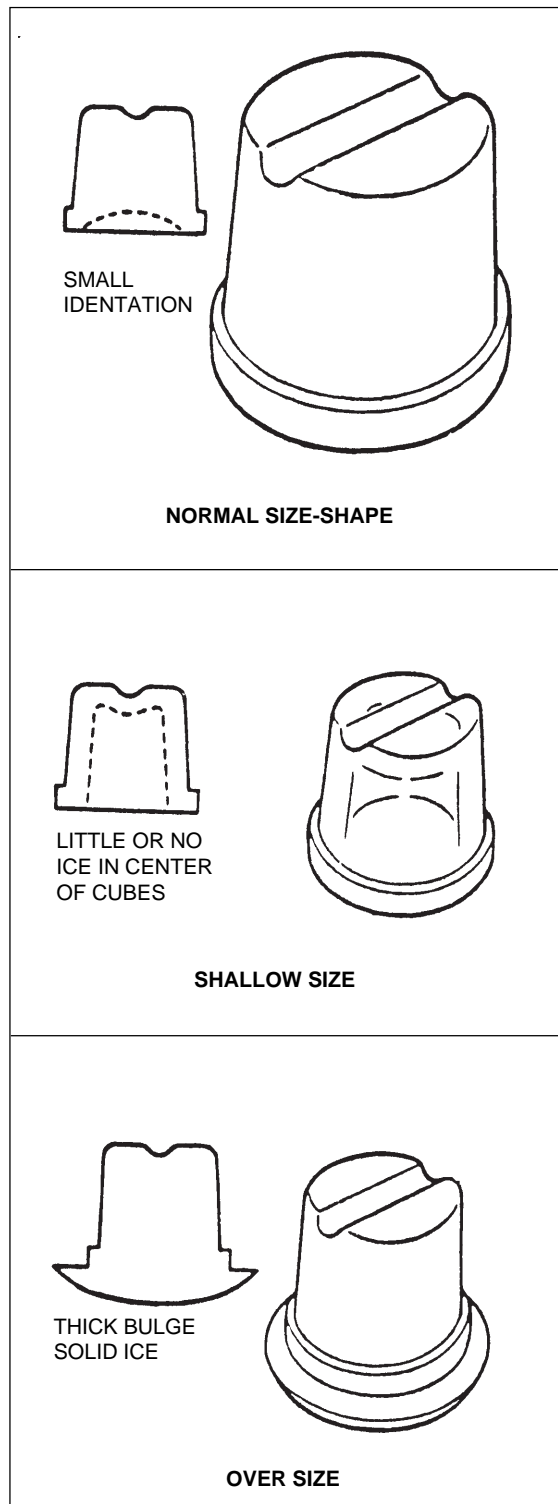 SMALL
IDENTATION
NORMAL SIZE-SHAPE
LITTLE OR NO
ICE IN CENTER
OF CUBES
SHALLOW SIZE
THICK BULGE
SOLID ICE
OVER SIZE